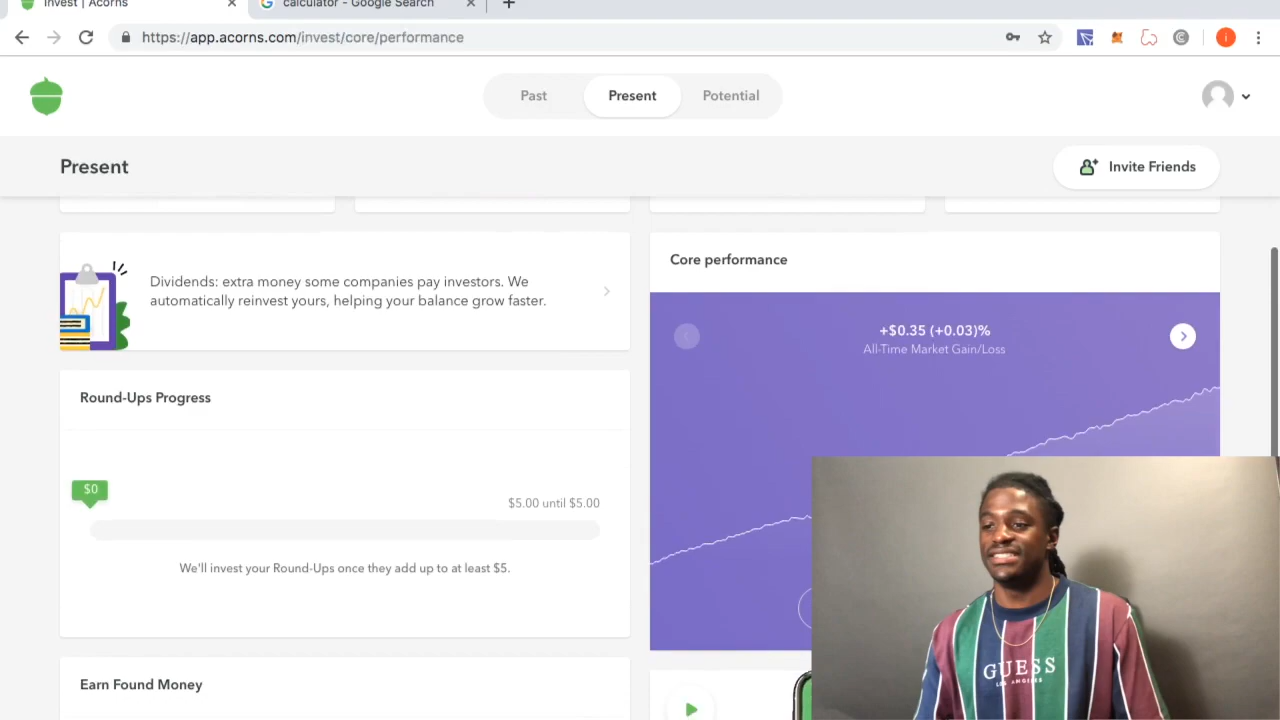 Invest | Acorns
calculator - Google Search
https://app.acorns.com/invest/core/performance
Past
Present
Potential
Present
Invite Friends
Dividends: extra money some companies pay investors. We
automatically reinvest yours, helping your balance grow faster.
Core performance
+$0.35 (+0.03)%
All-Time Market Gain/Loss
Round-Ups Progress
$0
$5.00 until $5.00
We'll invest your Round-Ups once they add up to at least $5.
Earn Found Money
GUESS
LOS ANGELES